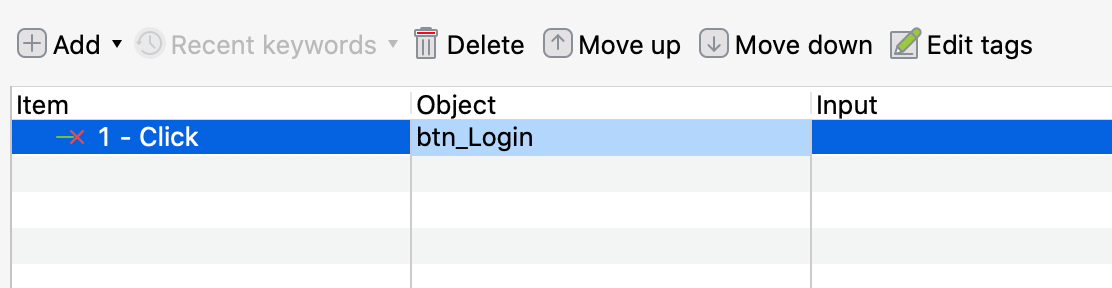 Add Recent keywords Delete Move up Move down Edit tags
Item Object Input
1 - Click btn_Login